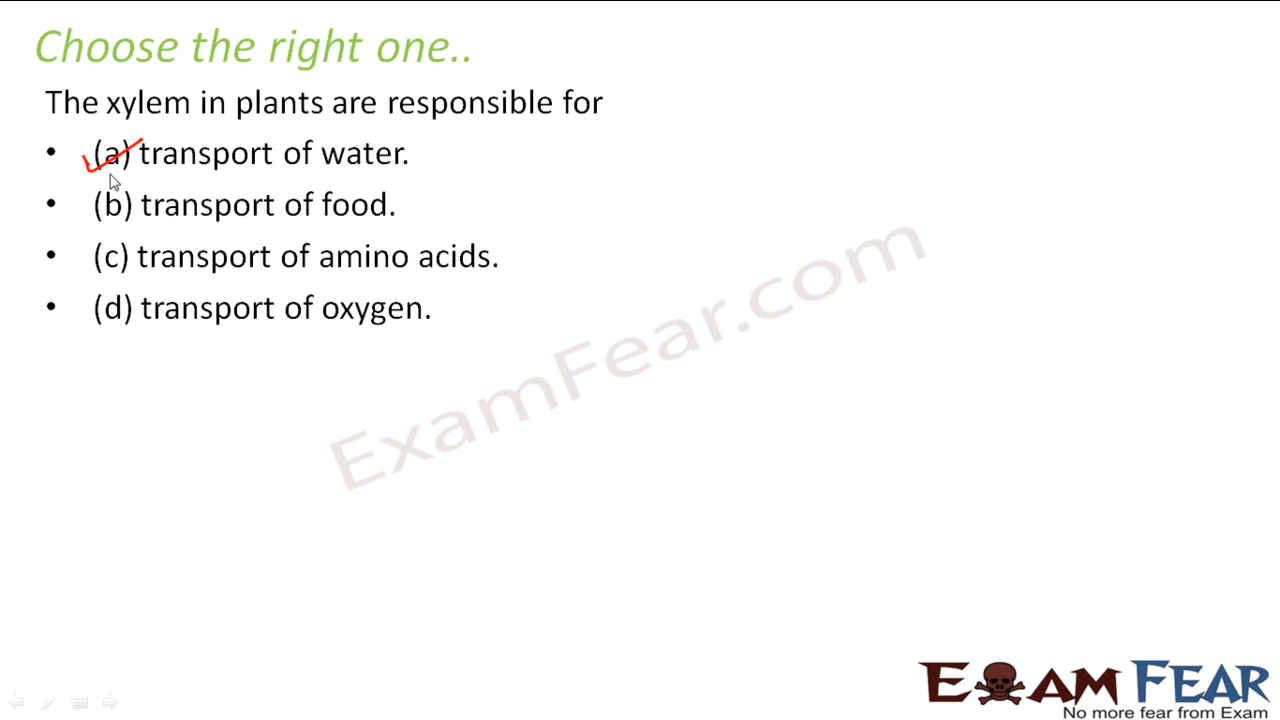 Choose the right one..
The xylem in plants are responsible for
• (a) transport of water.
• (b) transport of food.
• (c) transport of amino acids.
• (d) transport of oxygen.
ExamFear.com
EXAM FEAR
No more fear from Exam